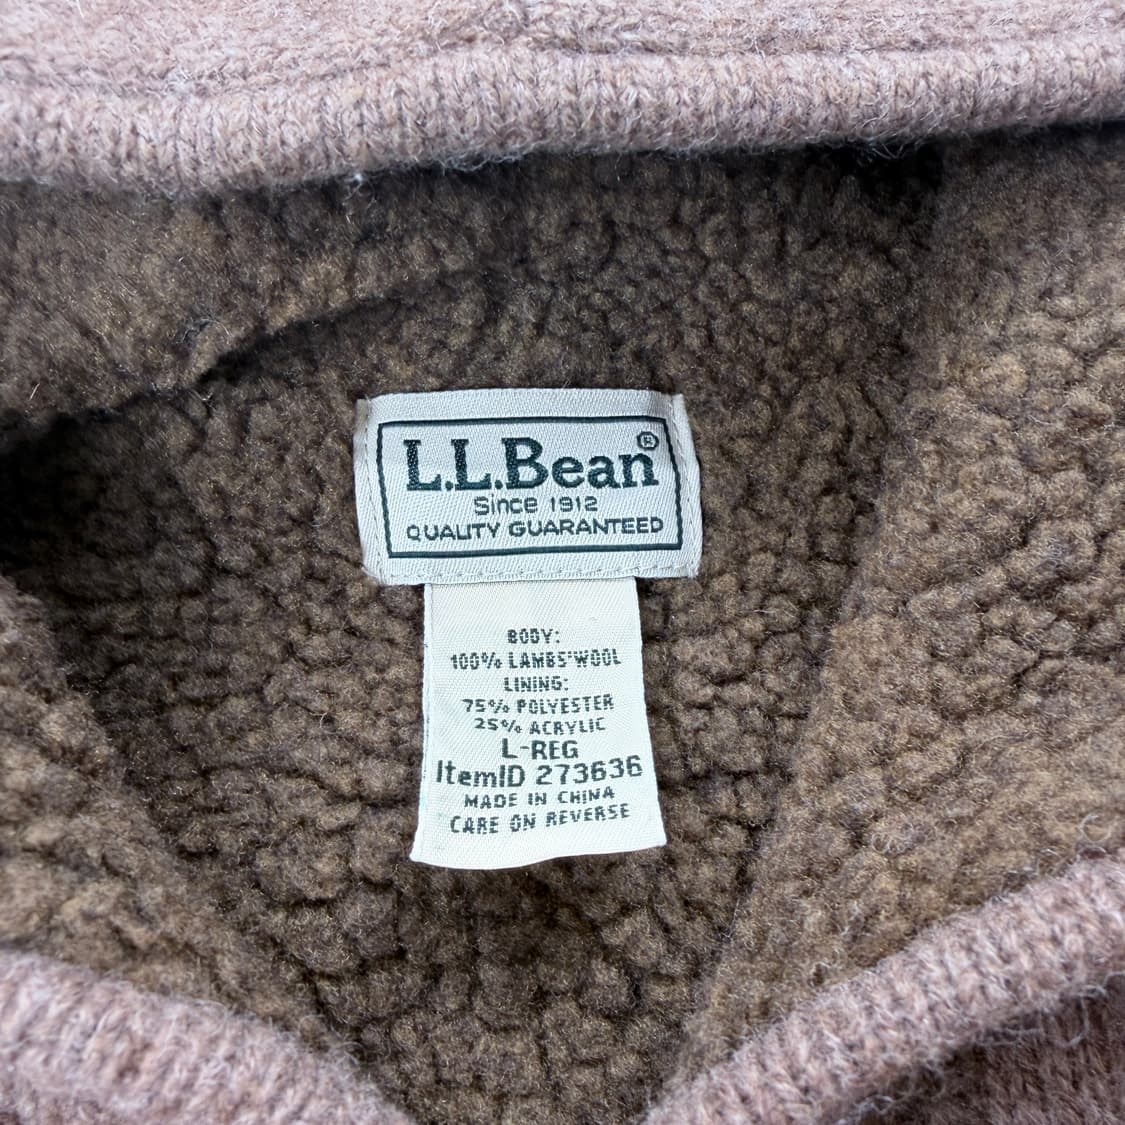 L.L.Bean®
Since 1912
QUALITY GUARANTEED
BODY:
100% LAMBS'WOOL
LINING:
75% POLYESTER
25% ACRYLIC
L-REG
ItemID 273636
MADE IN CHINA
CARE ON REVERSE